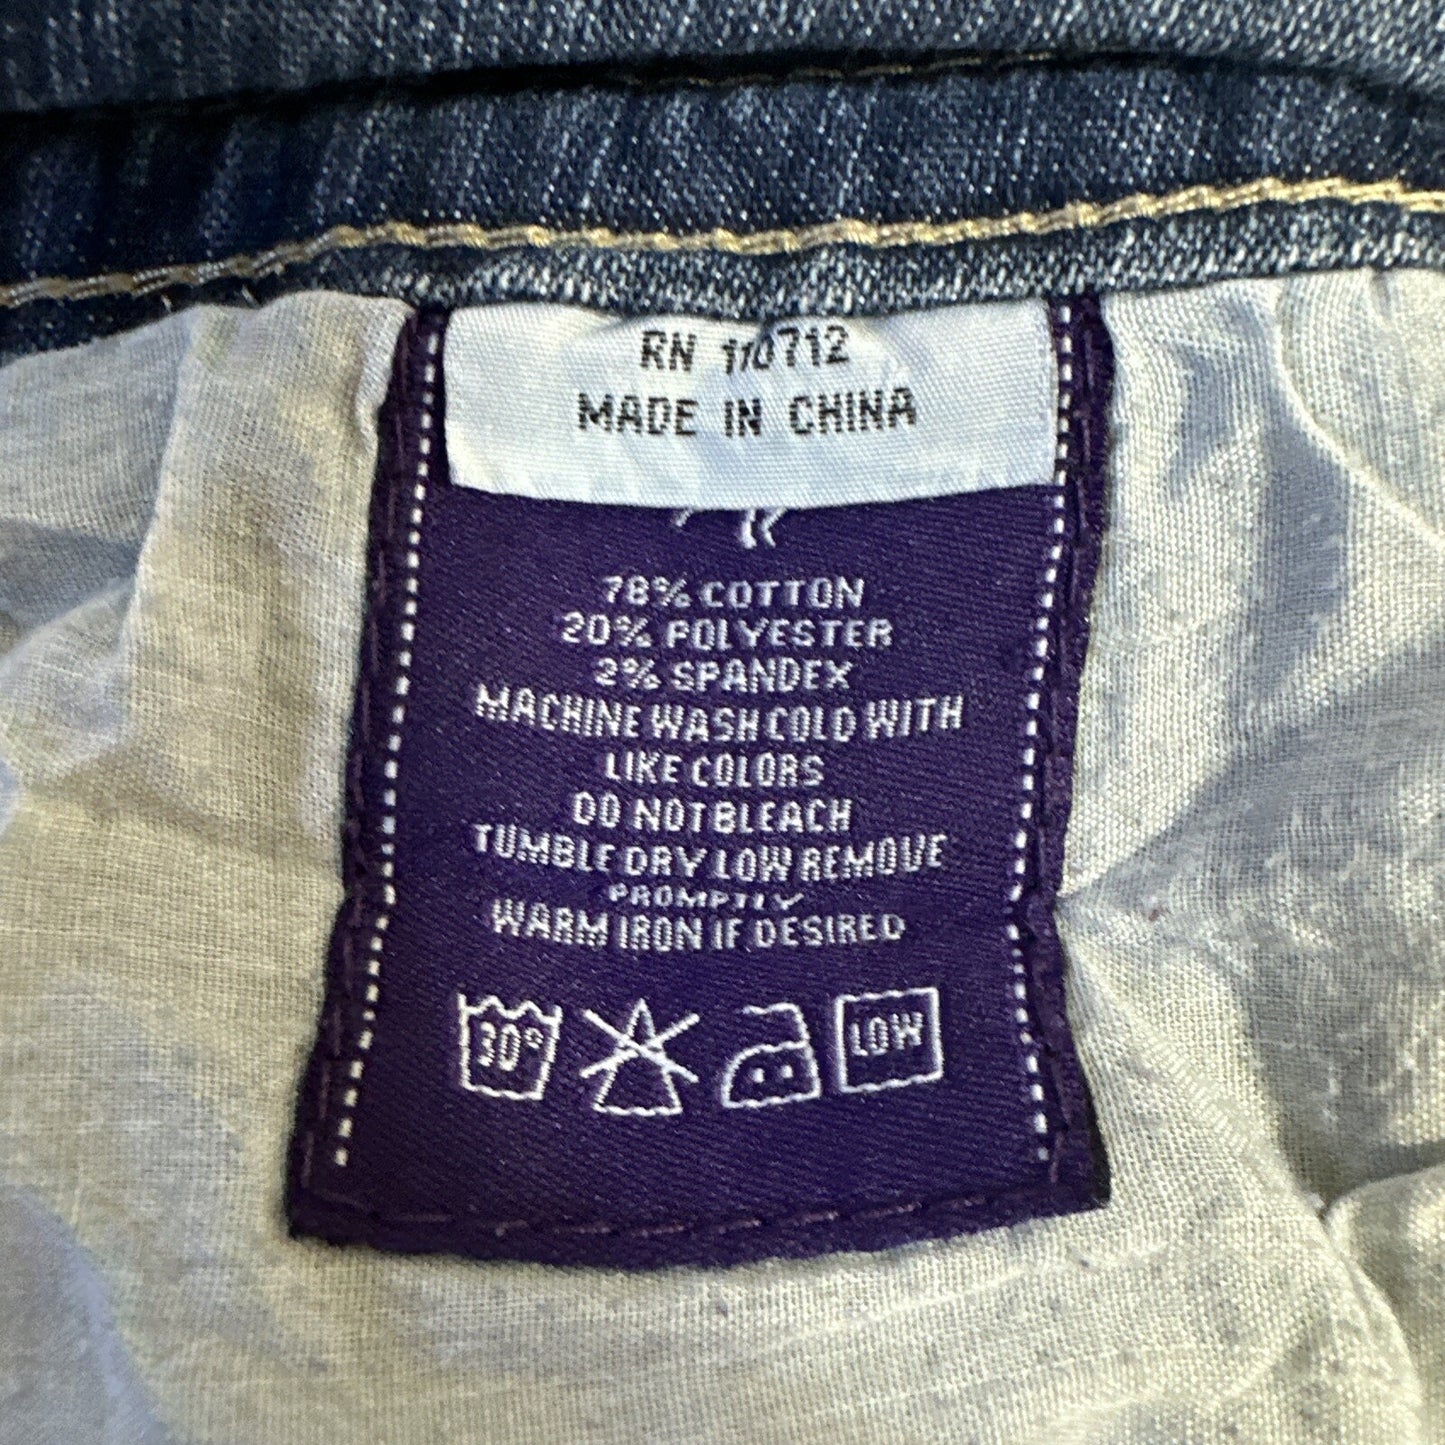 RN 110712
MADE IN CHINA
78% COTTON
20% POLYESTER
2% SPANDEX
MACHINE WASH COLD WITH
LIKE COLORS
DO NOT BLEACH
TUMBLE DRY LOW REMOVE
PROMPTLY
WARM IRON IF DESIRED
30° LOW